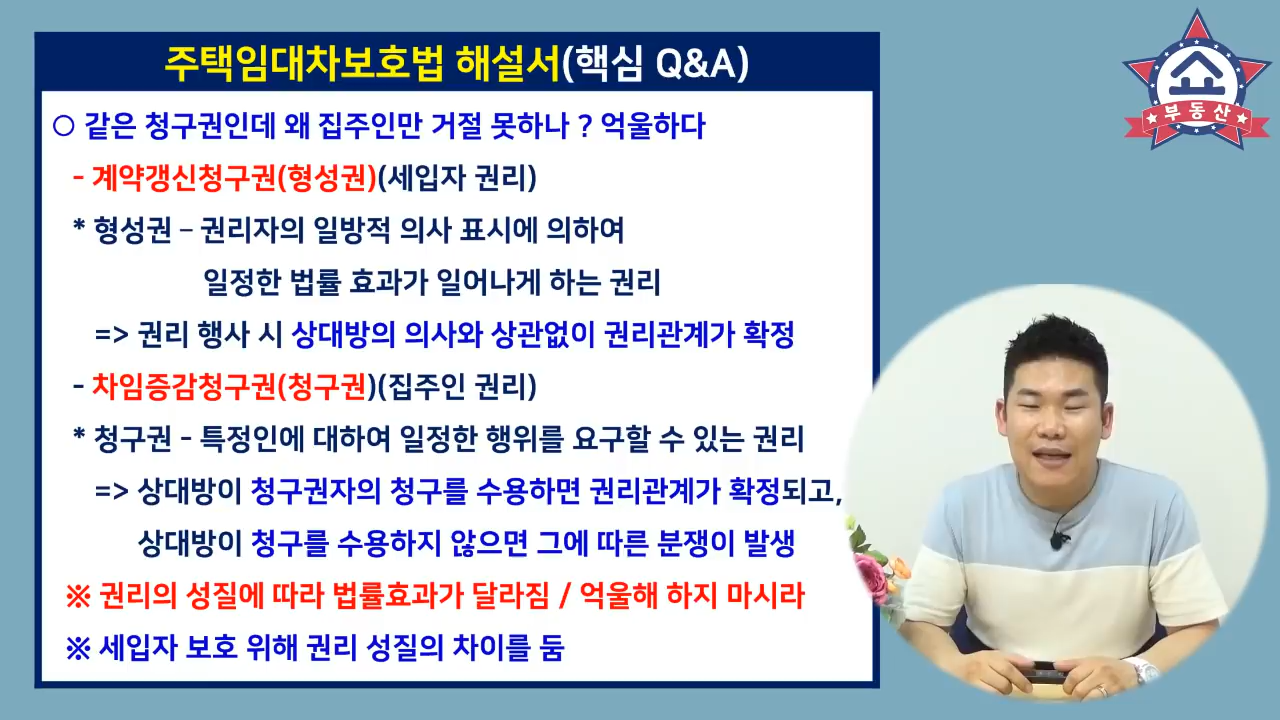 주택임대차보호법 해설서(핵심 Q&A)
○ 같은 청구권인데 왜 집주인만 거절 못하나 ? 억울하다
- 계약갱신청구권(형성권)(세입자 권리)
* 형성권 – 권리자의 일방적 의사 표시에 의하여
일정한 법률 효과가 일어나게 하는 권리
=> 권리 행사 시 상대방의 의사와 상관없이 권리관계가 확정
- 차임증감청구권(청구권)(집주인 권리)
* 청구권 - 특정인에 대하여 일정한 행위를 요구할 수 있는 권리
=> 상대방이 청구권자의 청구를 수용하면 권리관계가 확정되고,
상대방이 청구를 수용하지 않으면 그에 따른 분쟁이 발생
※ 권리의 성질에 따라 법률효과가 달라짐 / 억울해 하지 마시라
※ 세입자 보호 위해 권리 성질의 차이를 둠
쇼
부동산